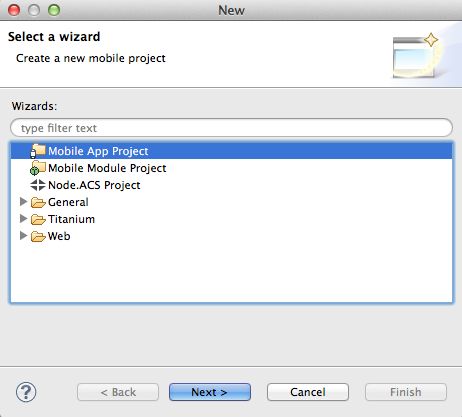 New
Select a wizard
Create a new mobile project
Wizards:
type filter text
Mobile App Project
Mobile Module Project
Node.ACS Project
General
Titanium
Web
? < Back Next > Cancel Finish